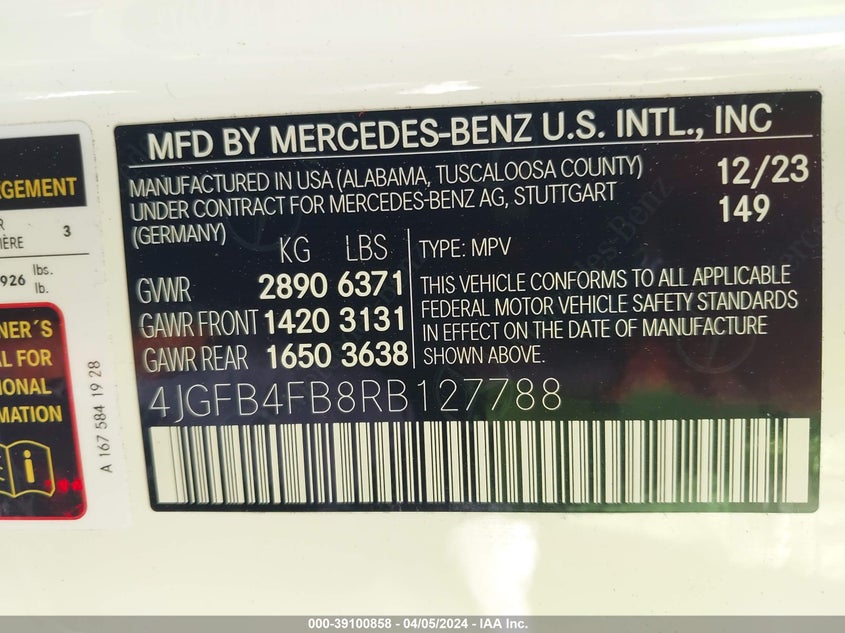 MFD BY MERCEDES-BENZ U.S. INTL., INC
MANUFACTURED IN USA (ALABAMA, TUSCALOOSA COUNTY)
UNDER CONTRACT FOR MERCEDES-BENZ AG, STUTTGART
(GERMANY)
12/23
149
KG LBS
GVWR 2890 6371
GAWR FRONT 1420 3131
GAWR REAR 1650 3638
TYPE: MPV
THIS VEHICLE CONFORMS TO ALL APPLICABLE
FEDERAL MOTOR VEHICLE SAFETY STANDARDS
IN EFFECT ON THE DATE OF MANUFACTURE
SHOWN ABOVE.
4JGFB4FB8RB127788
RGEMENT
R
IÈRE 3
926 lbs.
lb.
NER´S
AL FOR
IONAL
RMATION
i
A 167 584 19 28
000-39100858 - 04/05/2024 - IAA Inc.